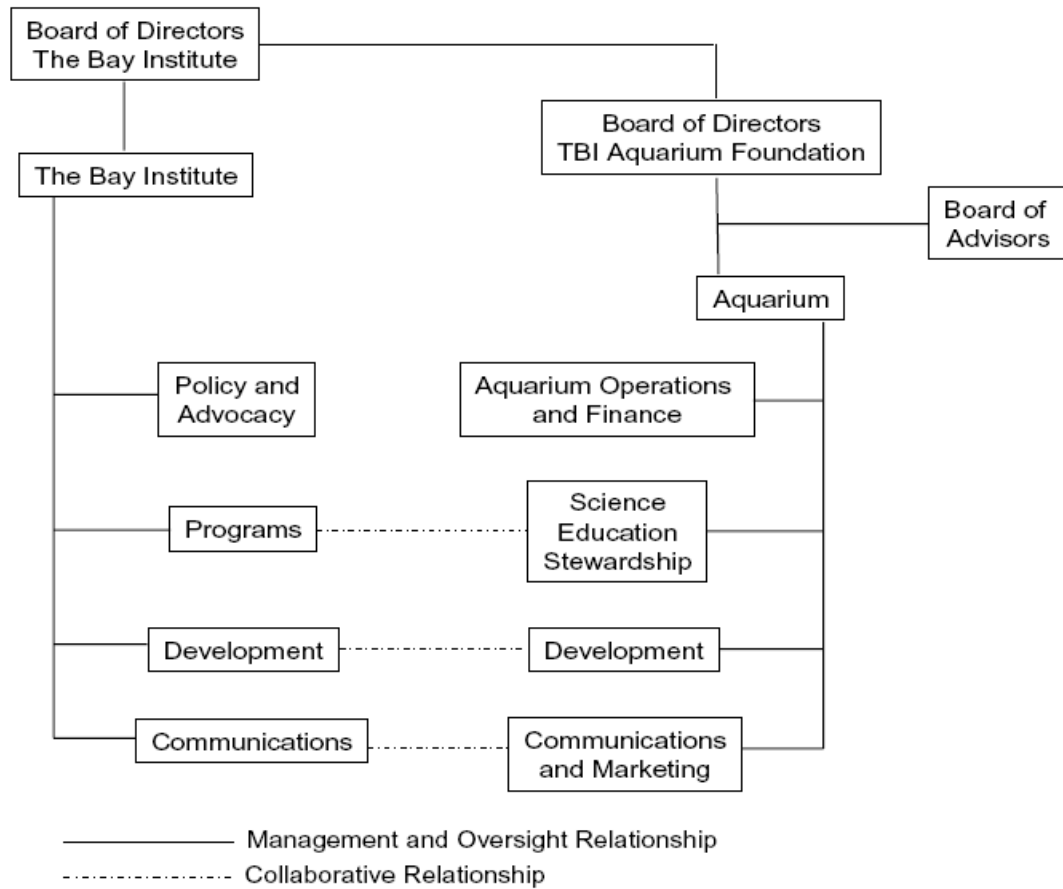 Board of Directors
The Bay Institute
Board of Directors
TBI Aquarium Foundation
The Bay Institute
Board of
Advisors
Aquarium
Policy and
Advocacy
Aquarium Operations
and Finance
Programs
Science
Education
Stewardship
Development
Development
Communications
Communications
and Marketing
Management and Oversight Relationship
Collaborative Relationship